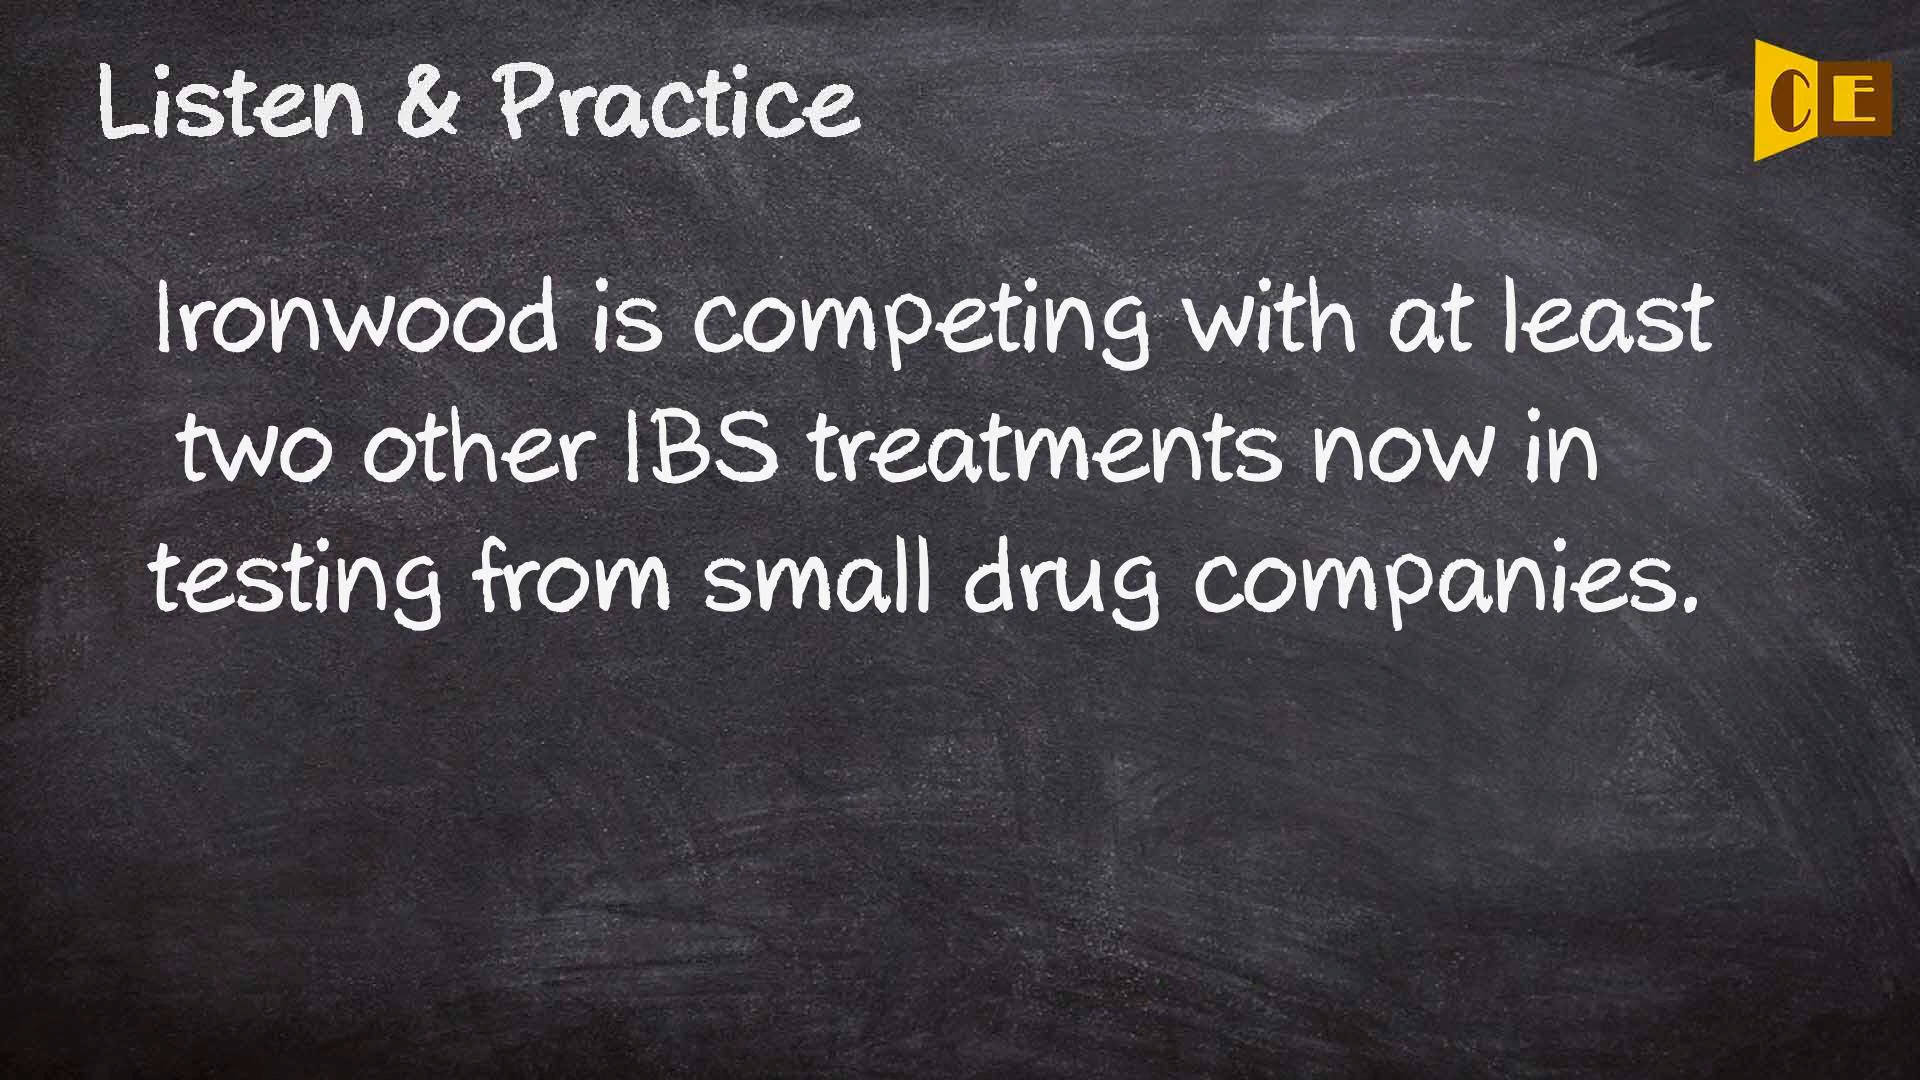 Listen & Practice
CE
Ironwood is competing with at least
two other IBS treatments now in
testing from small drug companies.